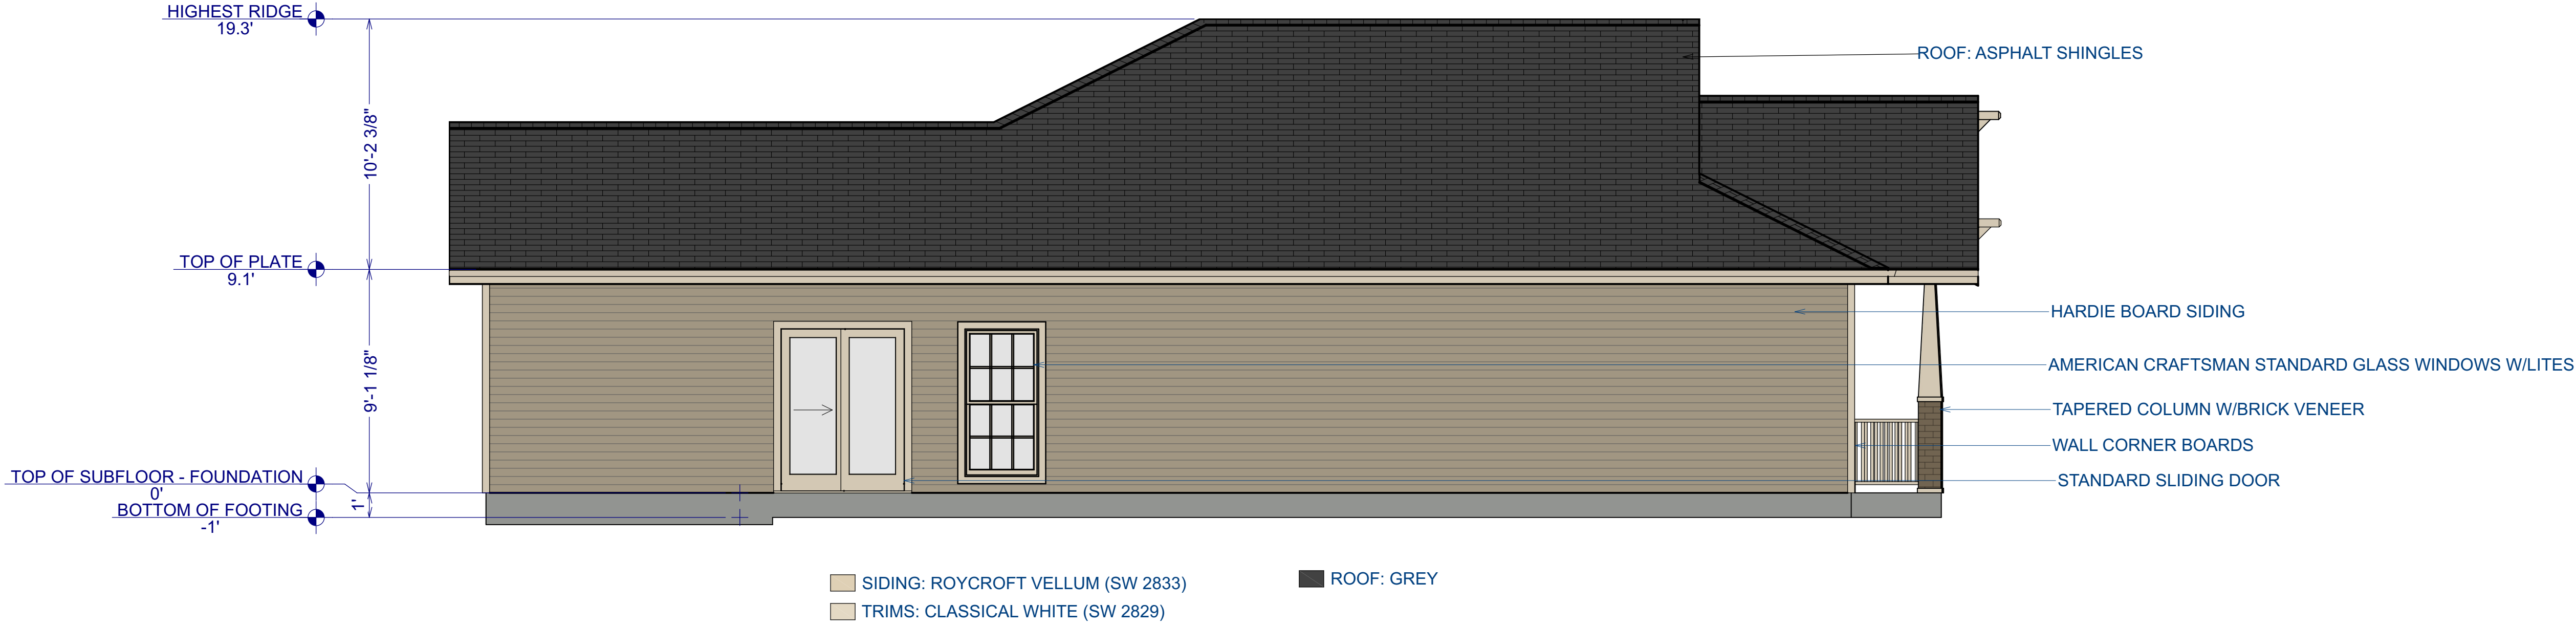 HIGHEST RIDGE
19.3'
ROOF: ASPHALT SHINGLES
10'-2 3/8"
TOP OF PLATE
9.1'
HARDIE BOARD SIDING
AMERICAN CRAFTSMAN STANDARD GLASS WINDOWS W/LITES
9'-1 1/8"
TAPERED COLUMN W/BRICK VENEER
WALL CORNER BOARDS
TOP OF SUBFLOOR - FOUNDATION
0'
STANDARD SLIDING DOOR
1'
BOTTOM OF FOOTING
-1'
SIDING: ROYCROFT VELLUM (SW 2833)
ROOF: GREY
TRIMS: CLASSICAL WHITE (SW 2829)